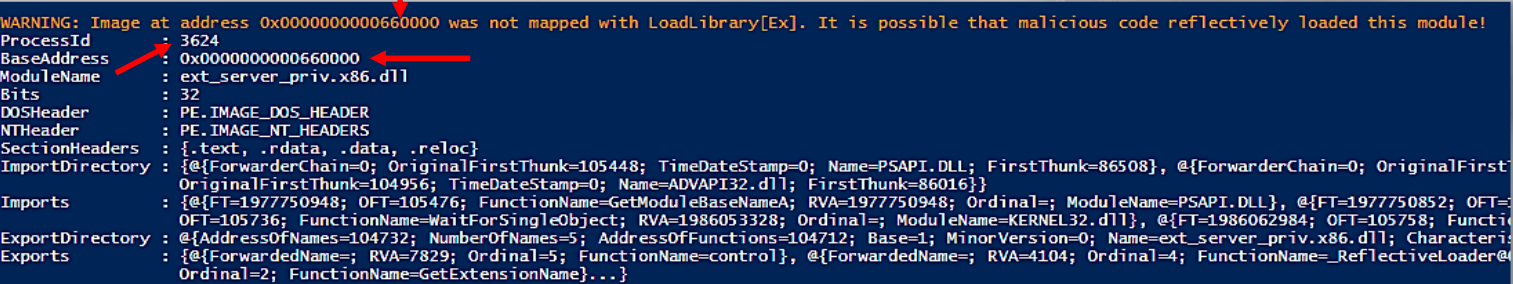 WARNING: Image at address 0x0000000000660000 was not mapped with LoadLibrary[Ex]. It is possible that malicious code reflectively loaded this module!
ProcessId : 3624
BaseAddress : 0x0000000000660000
ModuleName : ext_server_priv.x86.dll
Bits : 32
DOSHeader : PE.IMAGE_DOS_HEADER
NTHeader : PE.IMAGE_NT_HEADERS
SectionHeaders : {.text, .rdata, .data, .reloc}
ImportDirectory : {@{ForwarderChain=0; OriginalFirstThunk=105448; TimeDateStamp=0; Name=PSAPI.DLL; FirstThunk=86508}, @{ForwarderChain=0; OriginalFirst
OriginalFirstThunk=104956; TimeDateStamp=0; Name=ADVAPI32.dll; FirstThunk=86016}}
Imports : {@{FT=1977750948; OFT=105476; FunctionName=GetModuleBaseNameA; RVA=1977750948; Ordinal=; ModuleName=PSAPI.DLL}, @{FT=1977750852; OFT=
OFT=105736; FunctionName=WaitForSingleObject; RVA=1986053328; Ordinal=; ModuleName=KERNEL32.dll}, @{FT=1986062984; OFT=105758; Functi
ExportDirectory : @{AddressOfNames=104732; NumberOfNames=5; AddressOfFunctions=104712; Base=1; MinorVersion=0; Name=ext_server_priv.x86.dll; Characteri
Exports : {@{ForwardedName=; RVA=7829; Ordinal=5; FunctionName=control}, @{ForwardedName=; RVA=4104; Ordinal=4; FunctionName=_ReflectiveLoader@
Ordinal=2; FunctionName=GetExtensionName}...}